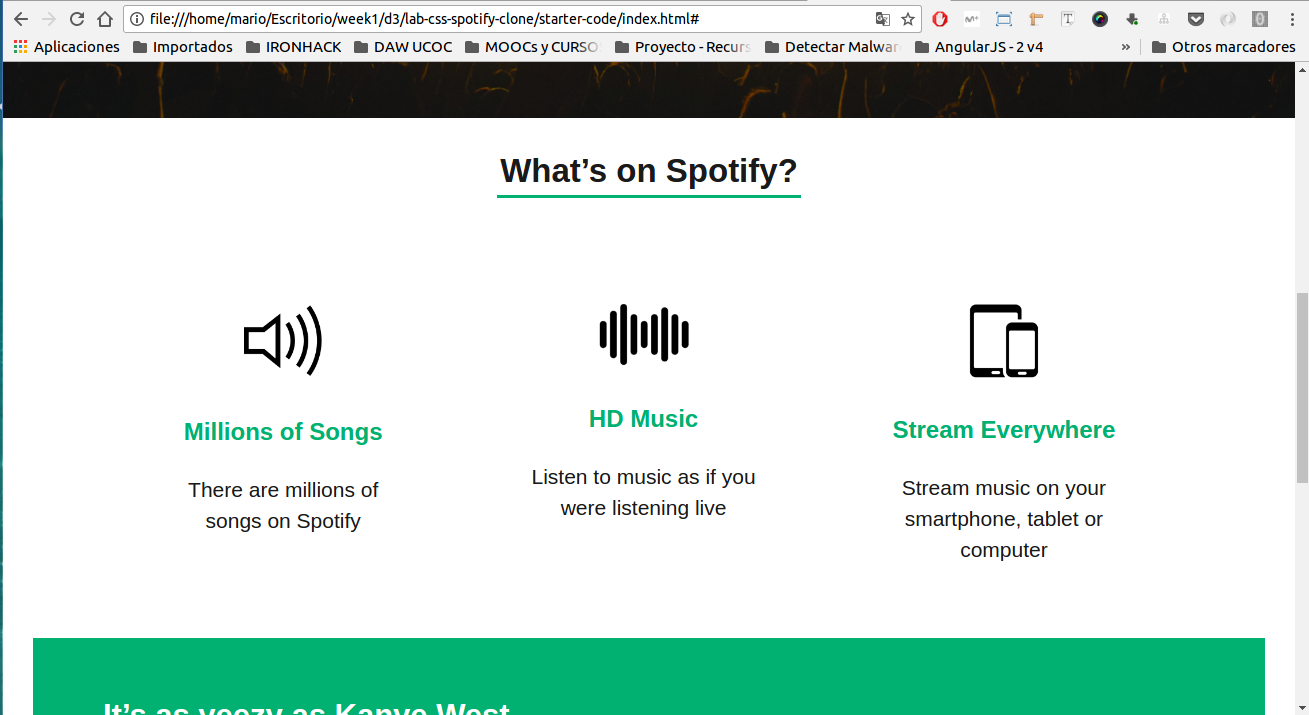 file:///home/mario/Escritorio/week1/d3/lab-css-spotify-clone/starter-code/index.html#
Aplicaciones Importados IRONHACK DAW UCOC MOOCs y CURSO Proyecto - Recurs Detectar Malwar AngularJS - 2 v4 » Otros marcadores
What’s on Spotify?
Millions of Songs
There are millions of
songs on Spotify
HD Music
Listen to music as if you
were listening live
Stream Everywhere
Stream music on your
smartphone, tablet or
computer
It’s as yeezy as Kanye West